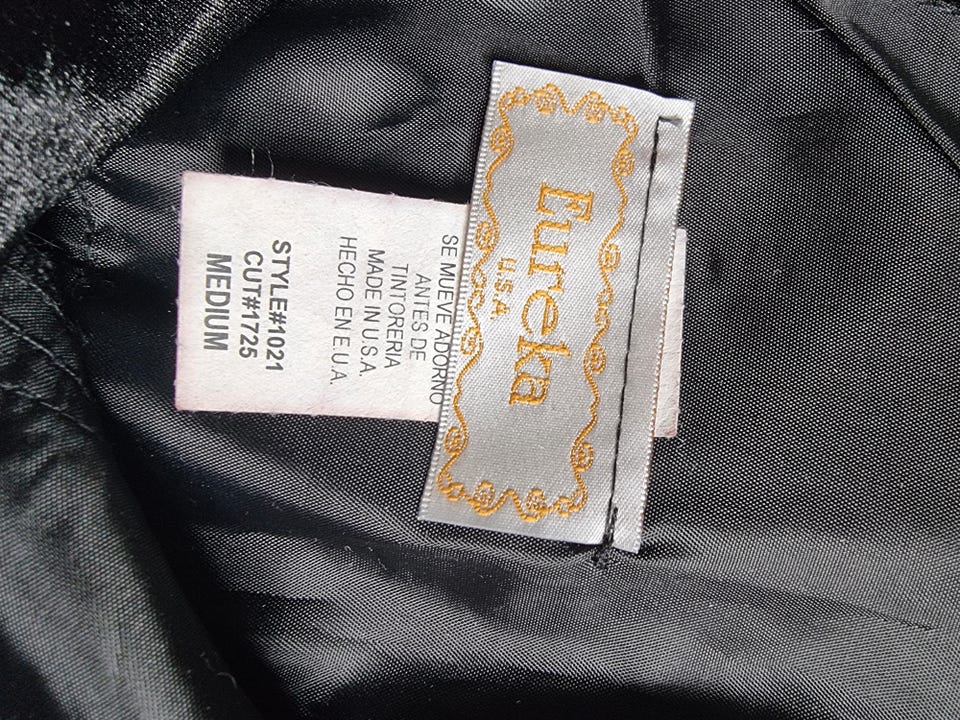 Eureka
U.S.A.
SE MUEVE ADORNO
ANTES DE
TINTORERIA
MADE IN U.S.A.
HECHO EN E.U.A.
STYLE#1021
CUT#1725
MEDIUM